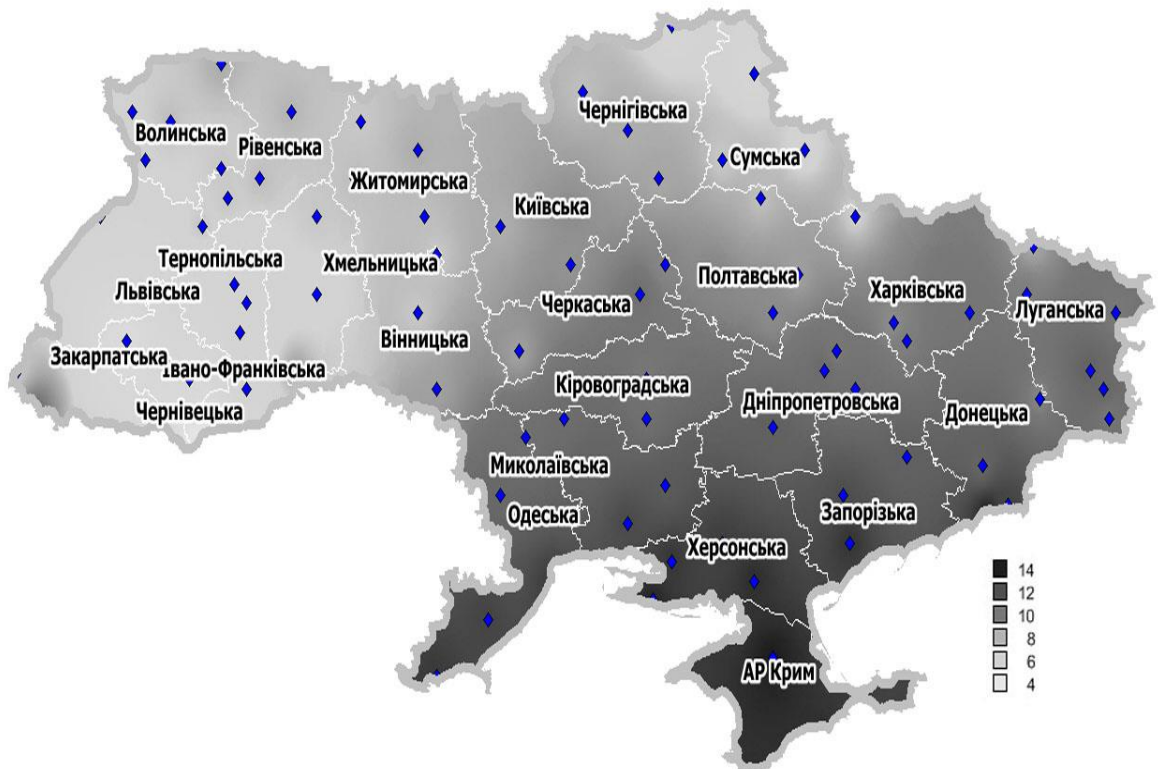 Чернігівська
Волинська
Рівенська
Сумська
Житомирська
Київська
Тернопільська
Хмельницька
Полтавська
Львівська
Харківська
Черкаська
Луганська
Вінницька
Закарпатська
Івано-Франківська
Кіровоградська
Дніпропетровська
Чернівецька
Донецька
Миколаївська
Одеська
Запорізька
Херсонська
АР Крим
14
12
10
8
6
4